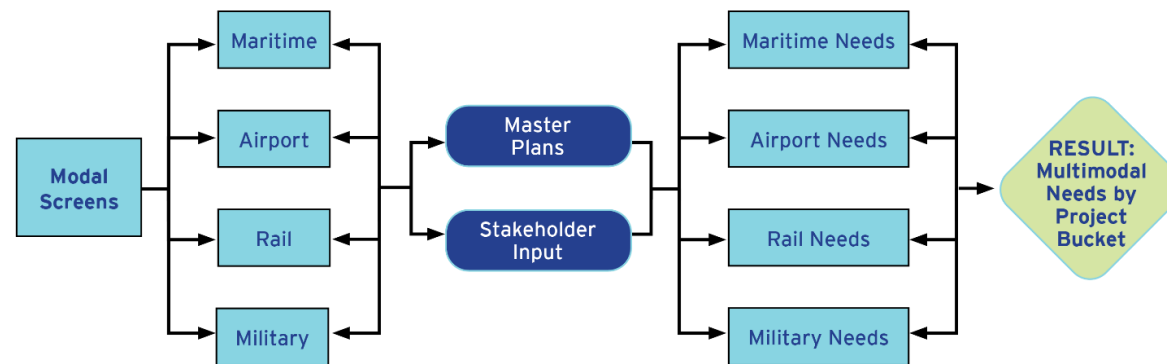 Modal
Screens
Maritime
Airport
Rail
Military
Master
Plans
Stakeholder
Input
Maritime Needs
Airport Needs
Rail Needs
Military Needs
RESULT:
Multimodal
Needs by
Project
Bucket